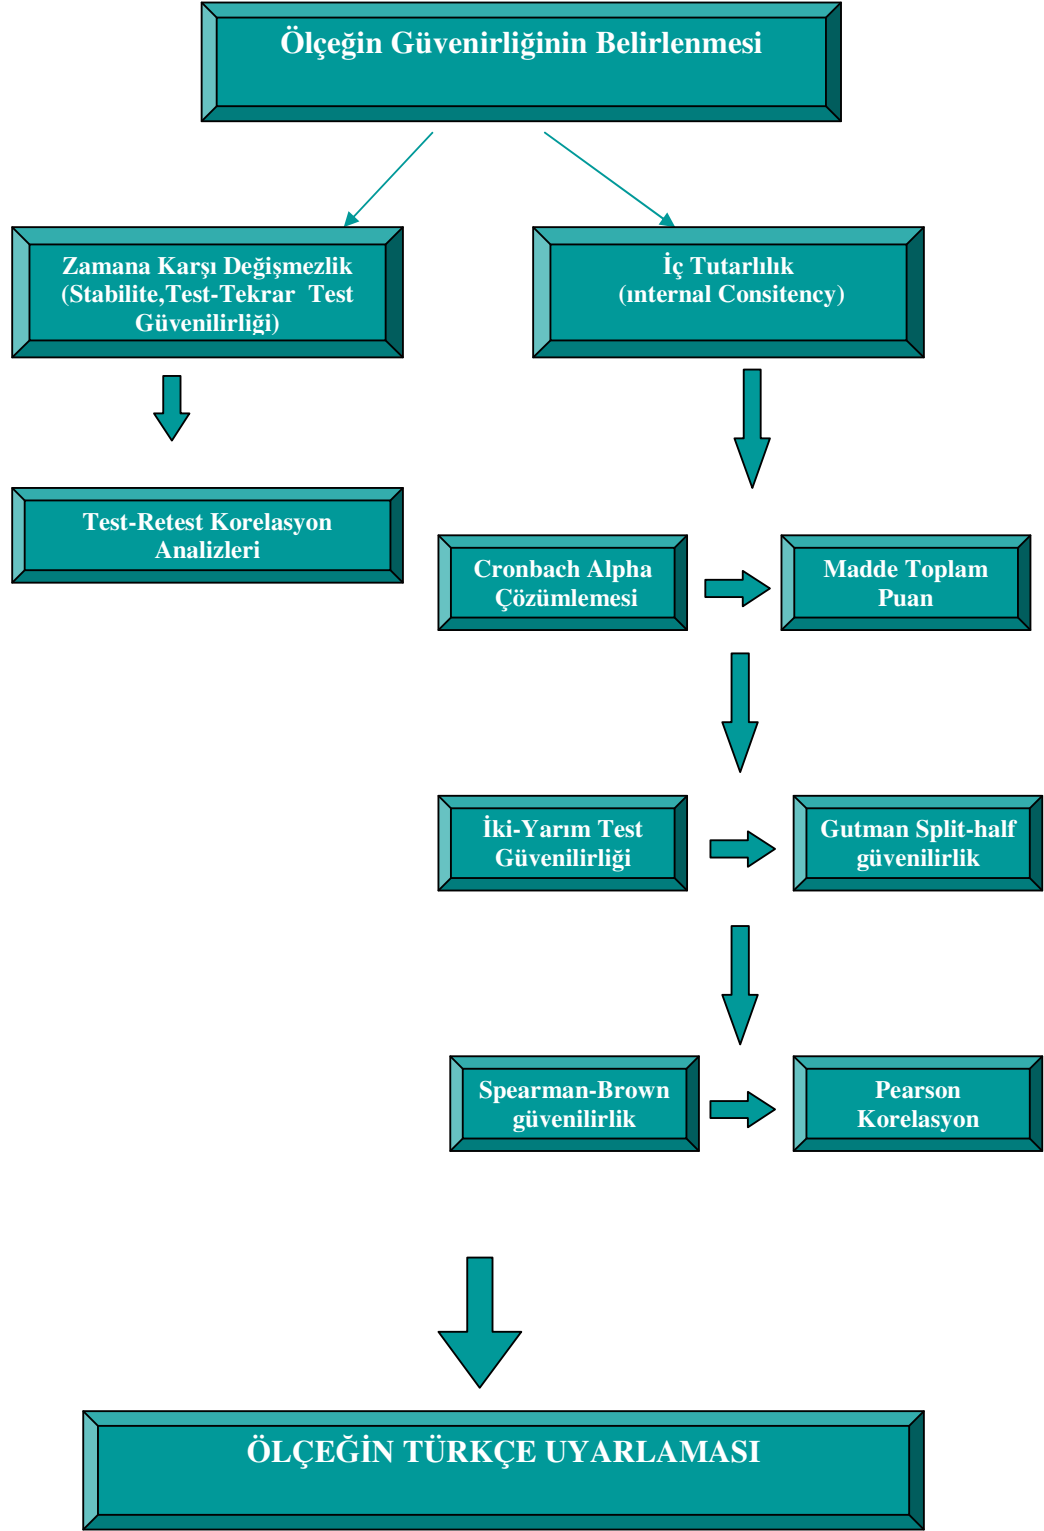 Ölçeğin Güvenirliğinin Belirlenmesi
Zamana Karşı Değişmezlik
(Stabilite,Test-Tekrar Test
Güvenilirliği)
İç Tutarlılık
(ınternal Consitency)
Test-Retest Korelasyon
Analizleri
Cronbach Alpha
Çözümlemesi
Madde Toplam
Puan
İki-Yarım Test
Güvenilirliği
Gutman Split-half
güvenilirlik
Spearman-Brown
güvenilirlik
Pearson
Korelasyon
ÖLÇEĞİN TÜRKÇE UYARLAMASI